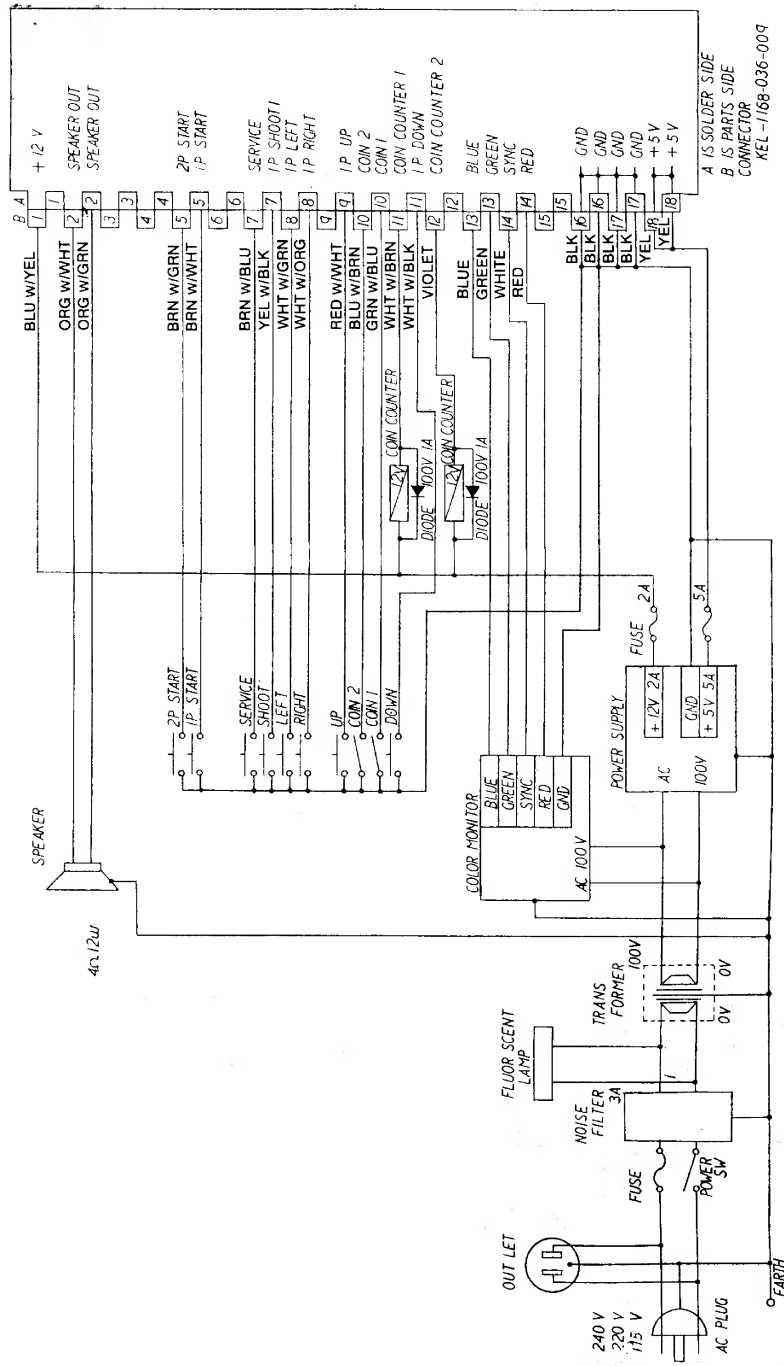 A IS SOLDER SIDE
B IS PARTS SIDE
CONNECTOR
KEL-1168-036-009
B A
1 1
2 2
3 3
4 4
5 5
6 6
7 7
8 8
9 9
10 10
11 11
12 12
13 13
14 14
15 15
16 16
17 17
18 18
+12 V
SPEAKER OUT
SPEAKER OUT
2P START
1P START
SERVICE
1P SHOOT 1
1P LEFT
1P RIGHT
1P UP
COIN 2
COIN 1
COIN COUNTER 1
1P DOWN
COIN COUNTER 2
BLUE
GREEN
SYNC
RED
GND
GND
GND
GND
+5V
+5V
BLU W/YEL
ORG W/WHT
ORG W/GRN
BRN W/GRN
BRN W/WHT
BRN W/BLU
YEL W/BLK
WHT W/GRN
WHT W/ORG
RED W/WHT
BLU W/BRN
GRN W/BLU
WHT W/BRN
WHT W/BLK
VIOLET
BLUE
GREEN
WHITE
RED
BLK
BLK
BLK
BLK
YEL
YEL
COIN COUNTER
12V
DIODE 100V 1A
COIN COUNTER
12V
DIODE 100V 1A
SPEAKER
4Ω 12W
2P START
1P START
SERVICE
SHOOT
LEFT
RIGHT
UP
COIN 2
COIN 1
DOWN
COLOR MONITOR
BLUE
GREEN
SYNC
RED
GND
AC 100V
FUSE 2A
5A
POWER SUPPLY
+12V 2A
GND
+5V 5A
AC
100V
TRANS
FORMER
100V
0V
0V
FLUOR SCENT
LAMP
NOISE
FILTER 3A
FUSE
POWER
SW
OUT LET
240 V
220 V
115 V
AC PLUG
EARTH